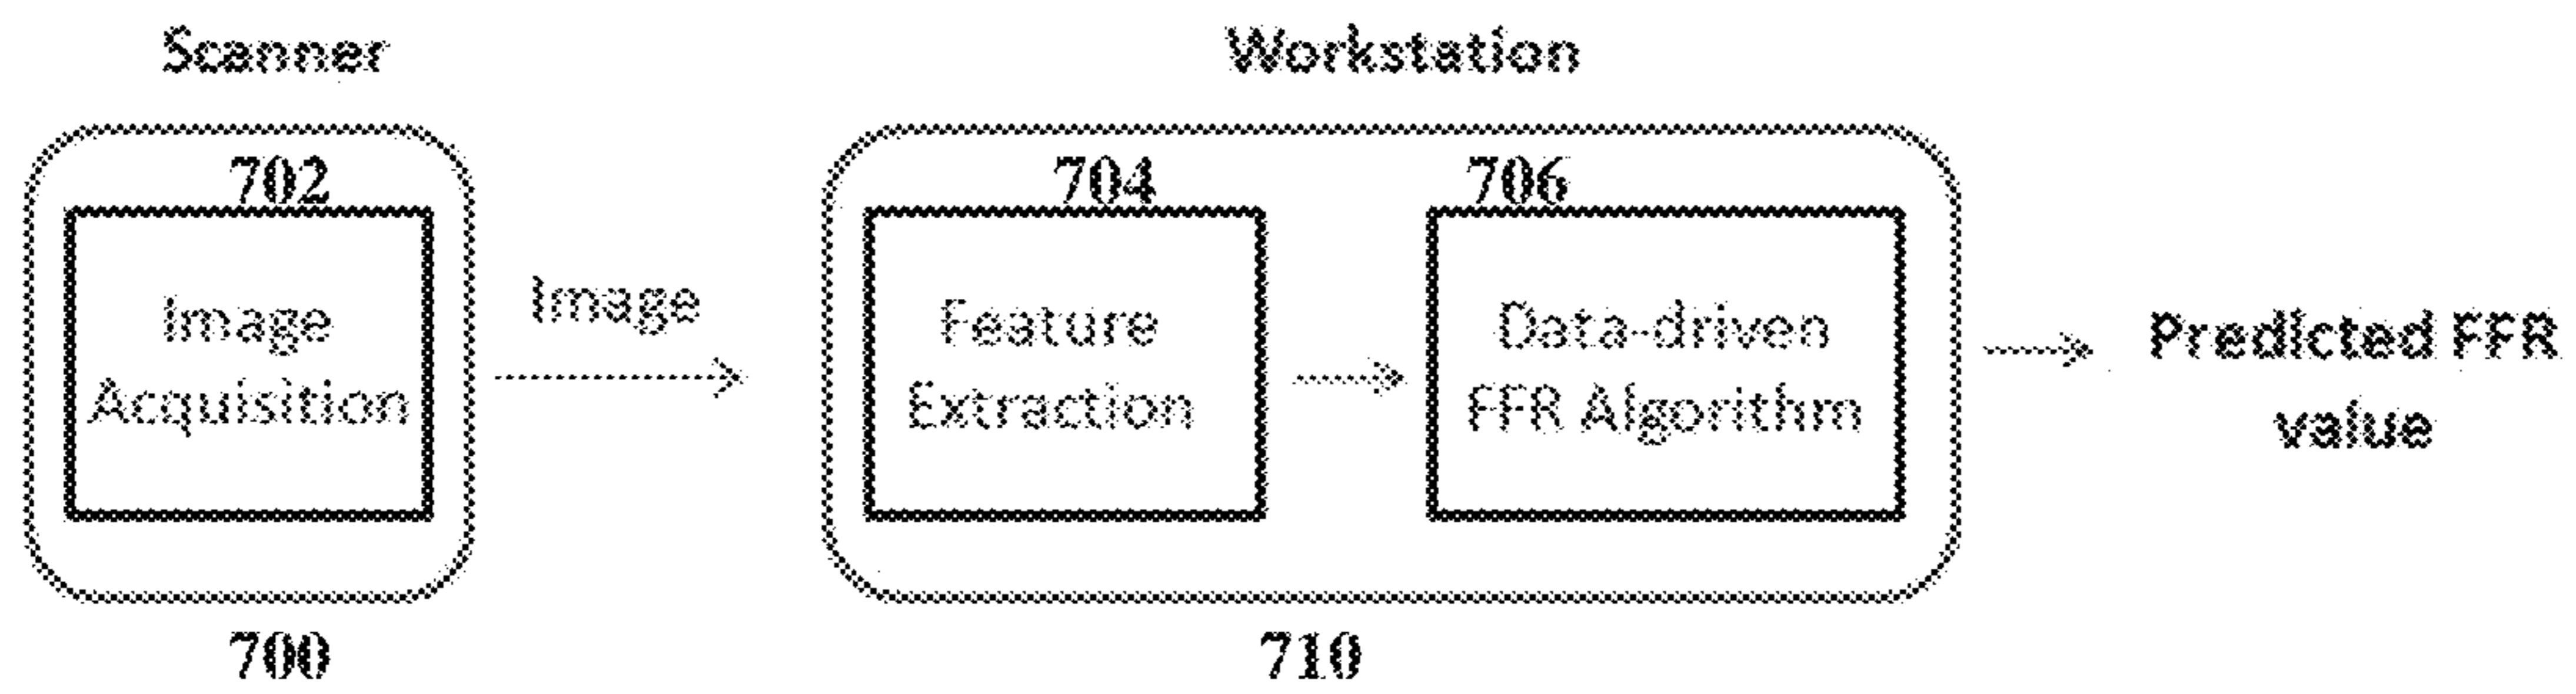 Scanner
Workstation
702
704
706
Image
Acquisition
Image
Feature
Extraction
Data-driven
FFR Algorithm
Predicted FFR
value
700
710